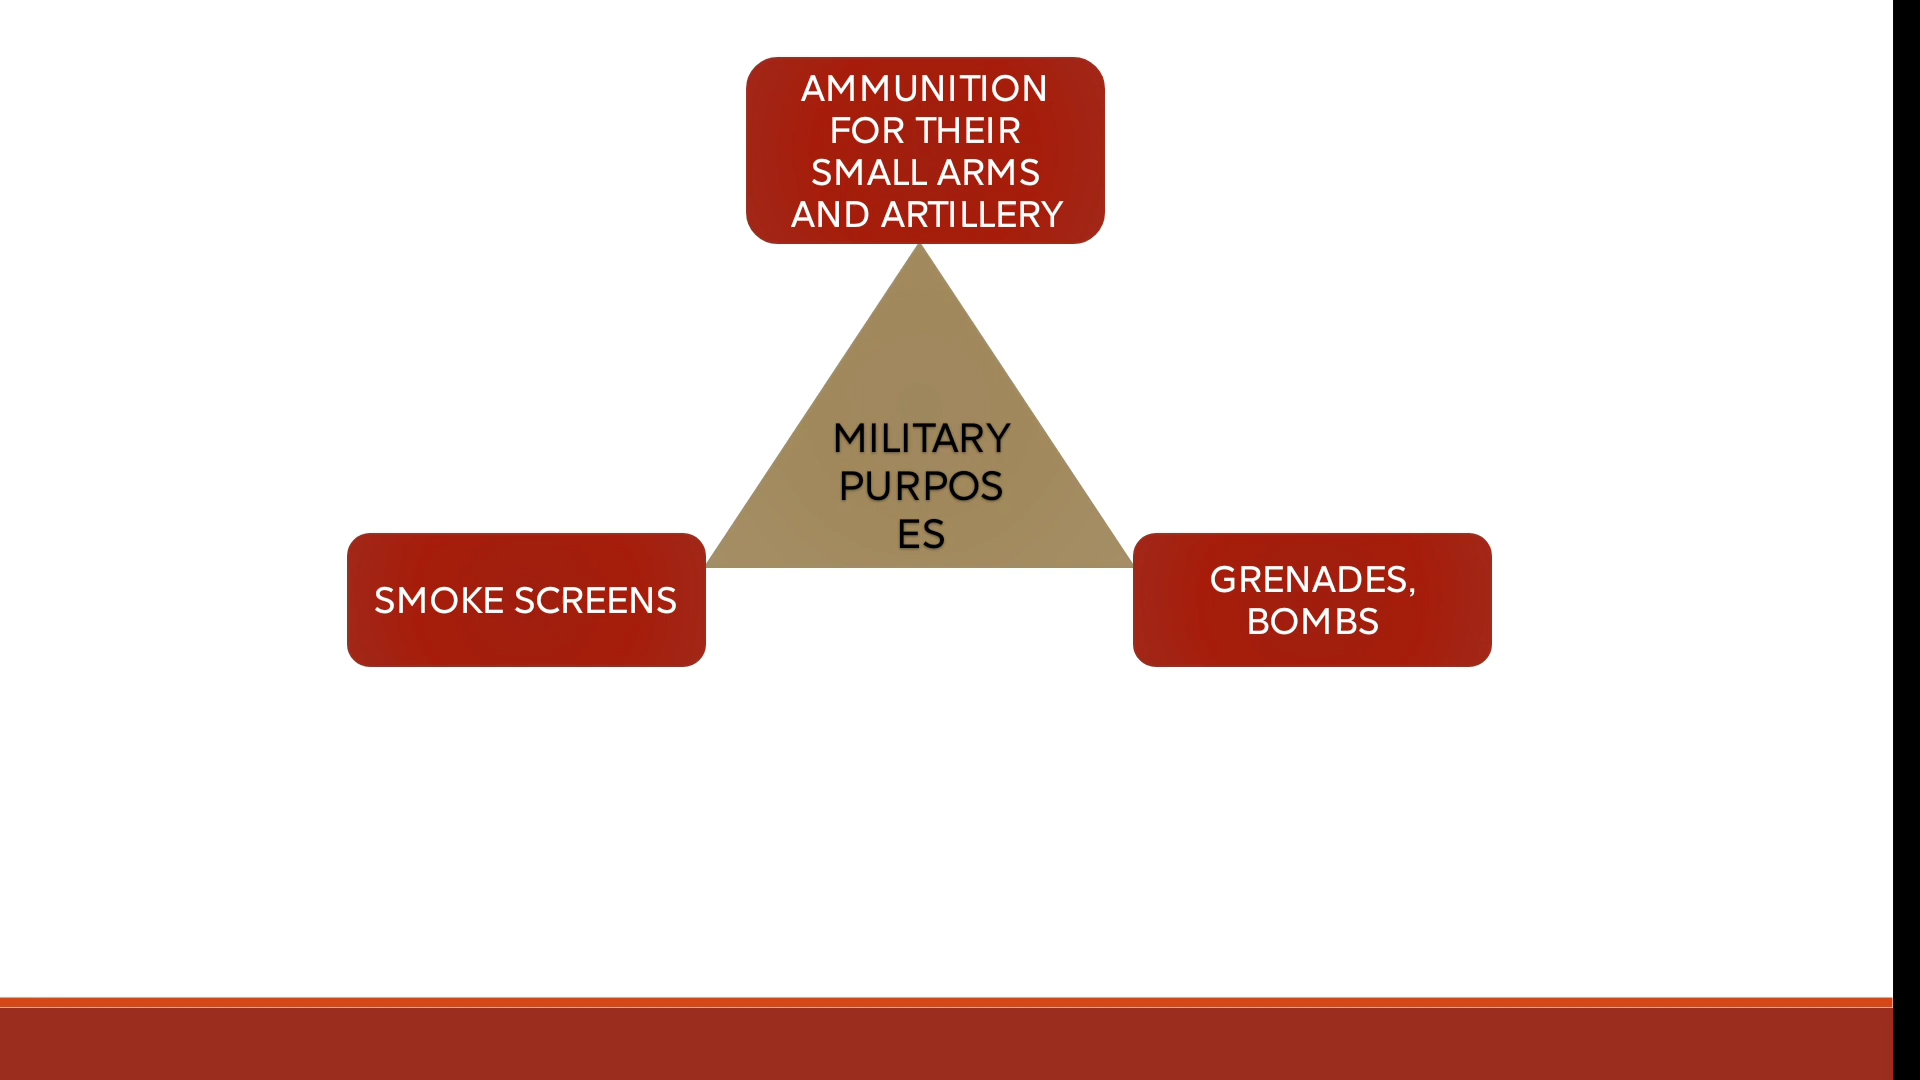 AMMUNITION
FOR THEIR
SMALL ARMS
AND ARTILLERY
MILITARY
PURPOS
ES
SMOKE SCREENS
GRENADES,
BOMBS